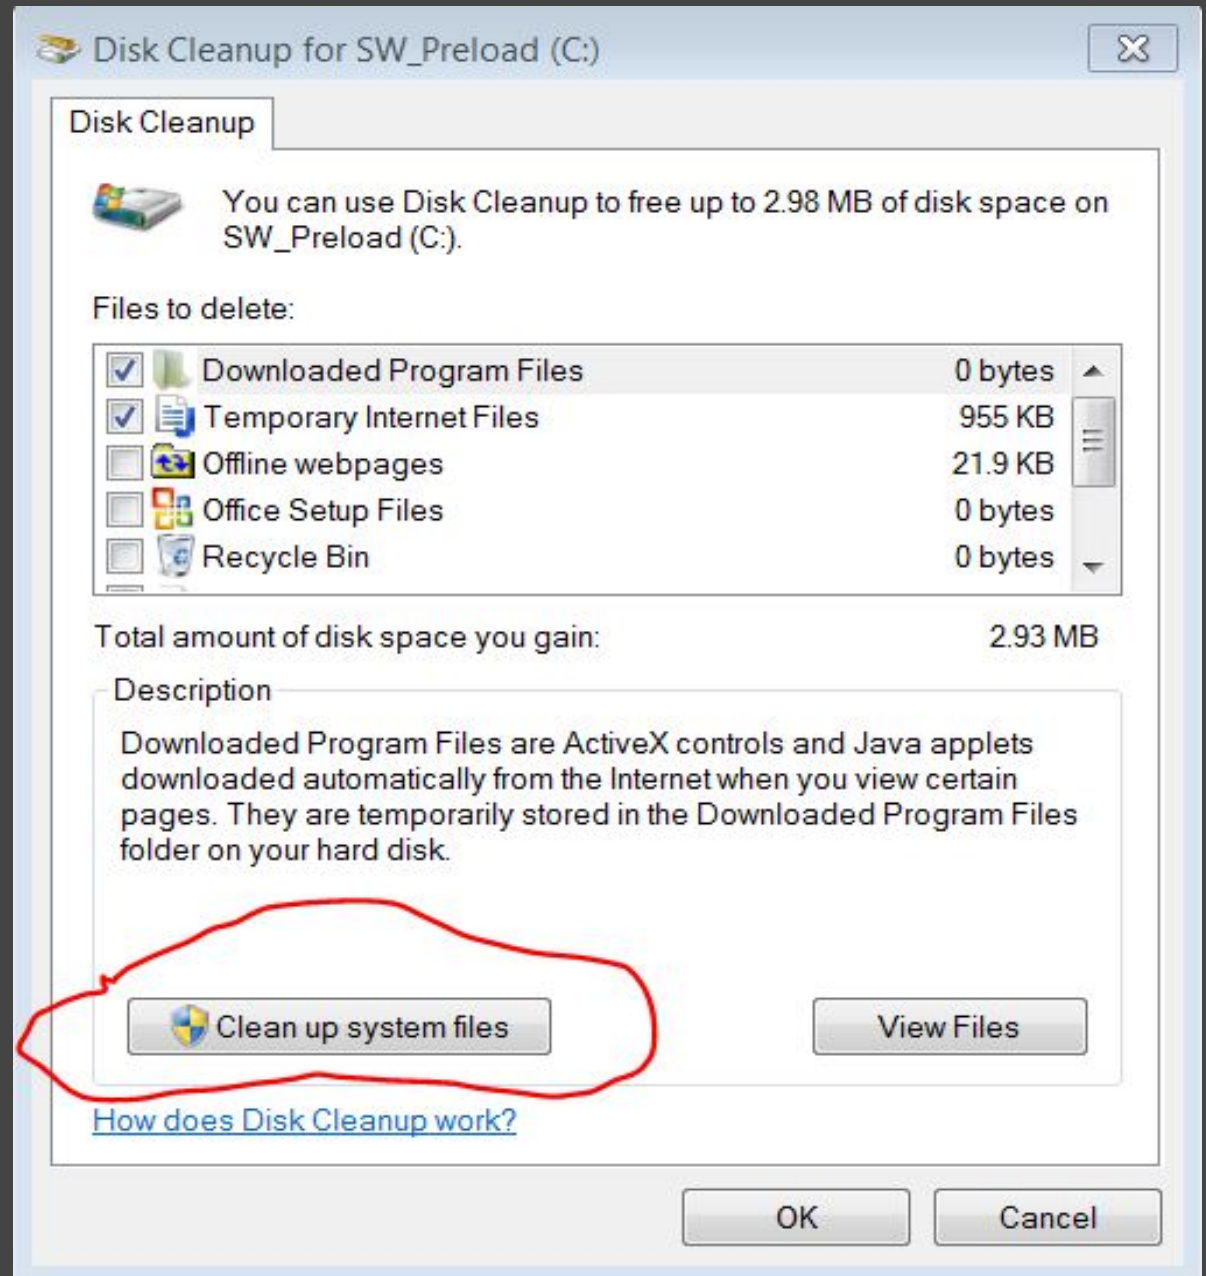 Disk Cleanup for SW_Preload (C:)
Disk Cleanup
You can use Disk Cleanup to free up to 2.98 MB of disk space on
SW_Preload (C:).
Files to delete:
Downloaded Program Files 0 bytes
Temporary Internet Files 955 KB
Offline webpages 21.9 KB
Office Setup Files 0 bytes
Recycle Bin 0 bytes
Total amount of disk space you gain: 2.93 MB
Description
Downloaded Program Files are ActiveX controls and Java applets
downloaded automatically from the Internet when you view certain
pages. They are temporarily stored in the Downloaded Program Files
folder on your hard disk.
Clean up system files View Files
How does Disk Cleanup work?
OK Cancel